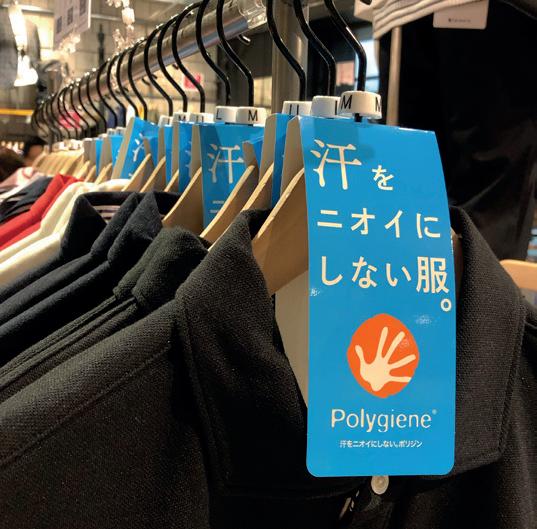 L
M
M
M
汗
汗を
ニオイに
しない服。
Polygiene®
汗をニオイにしない。ポリジン